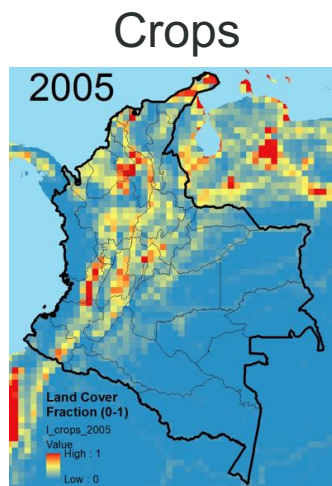 Crops
2005
Land Cover
Fraction (0-1)
l_crops_2005
Value
High : 1
Low : 0